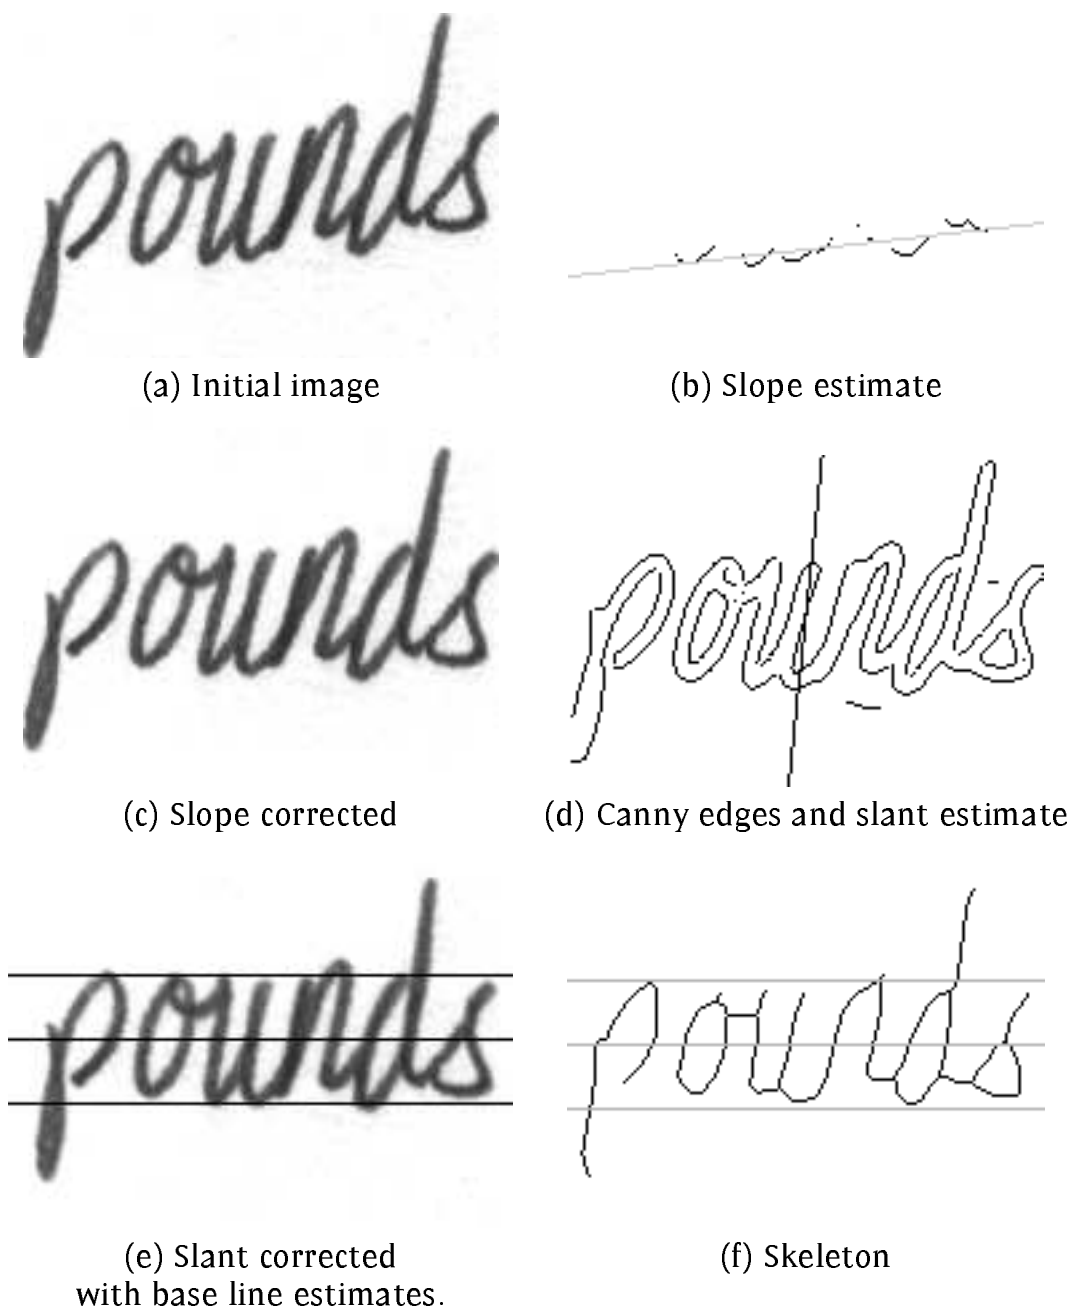 pounds
(a) Initial image
(b) Slope estimate
pounds
pounds
(c) Slope corrected
(d) Canny edges and slant estimate
pounds
pounds
(e) Slant corrected
with base line estimates.
(f) Skeleton